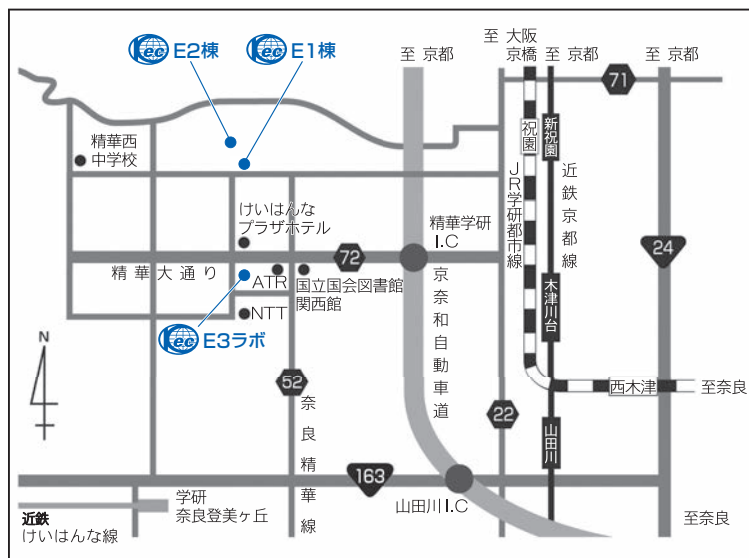 Kec E2棟
Kec E1棟
至 京都
至 大阪
京橋
至 京都
至 京都
71
精華西
中学校
祝園
新祝園
けいはんな
プラザホテル
JR学研都市線
近鉄京都線
精華学研
I.C
24
72
精華大通り
ATR
国立国会図書館
関西館
京奈和自動車道
木津川台
N
NTT
Kec E3ラボ
52
西木津
至奈良
22
奈良精華線
山田川
163
学研
奈良登美ヶ丘
山田川I.C
至奈良
近鉄
けいはんな線